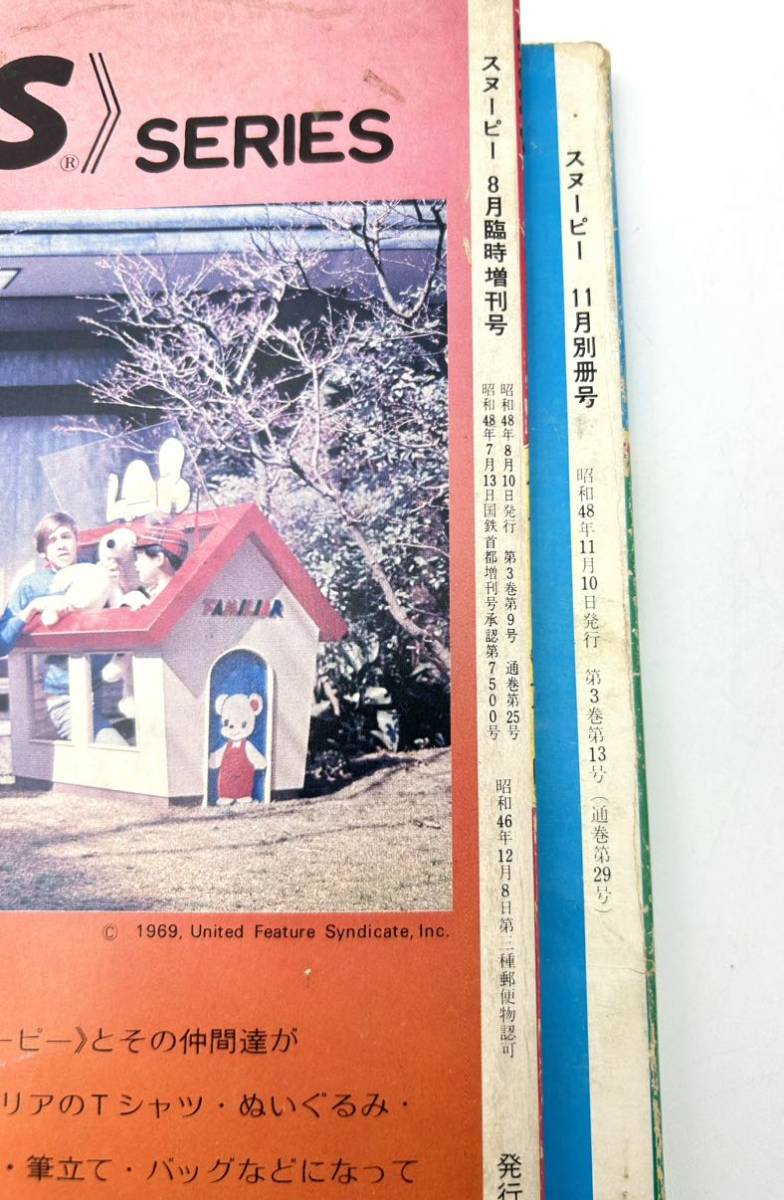 S》® SERIES
FAMILIAR
© 1969, United Feature Syndicate, Inc.
ーピー》とその仲間達が
リアのTシャツ・ぬいぐるみ・
・筆立て・バッグなどになって
スヌーピー 8月臨時増刊号
昭和48年8月10日発行 第3巻第9号 通巻第25号
昭和48年7月13日国鉄首都増刊号承認第7500号
昭和46年12月8日第三種郵便物認可
発行
スヌーピー 11月別冊号
昭和48年11月10日発行 第3巻第13号(通巻第29号)